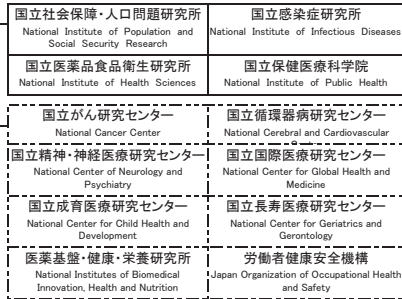 国立社会保障・人口問題研究所
National Institute of Population and
Social Security Research
国立感染症研究所
National Institute of Infectious Diseases
国立医薬品食品衛生研究所
National Institute of Health Sciences
国立保健医療科学院
National Institute of Public Health
国立がん研究センター
National Cancer Center
国立循環器病研究センター
National Cerebral and Cardiovascular
国立精神・神経医療研究センター
National Center of Neurology and
Psychiatry
国立国際医療研究センター
National Center for Global Health and
Medicine
国立成育医療研究センター
National Center for Child Health and
Development
国立長寿医療研究センター
National Center for Geriatrics and
Gerontology
医薬基盤・健康・栄養研究所
National Institutes of Biomedical
Innovation, Health and Nutrition
労働者健康安全機構
Japan Organization of Occupational Health
and Safety